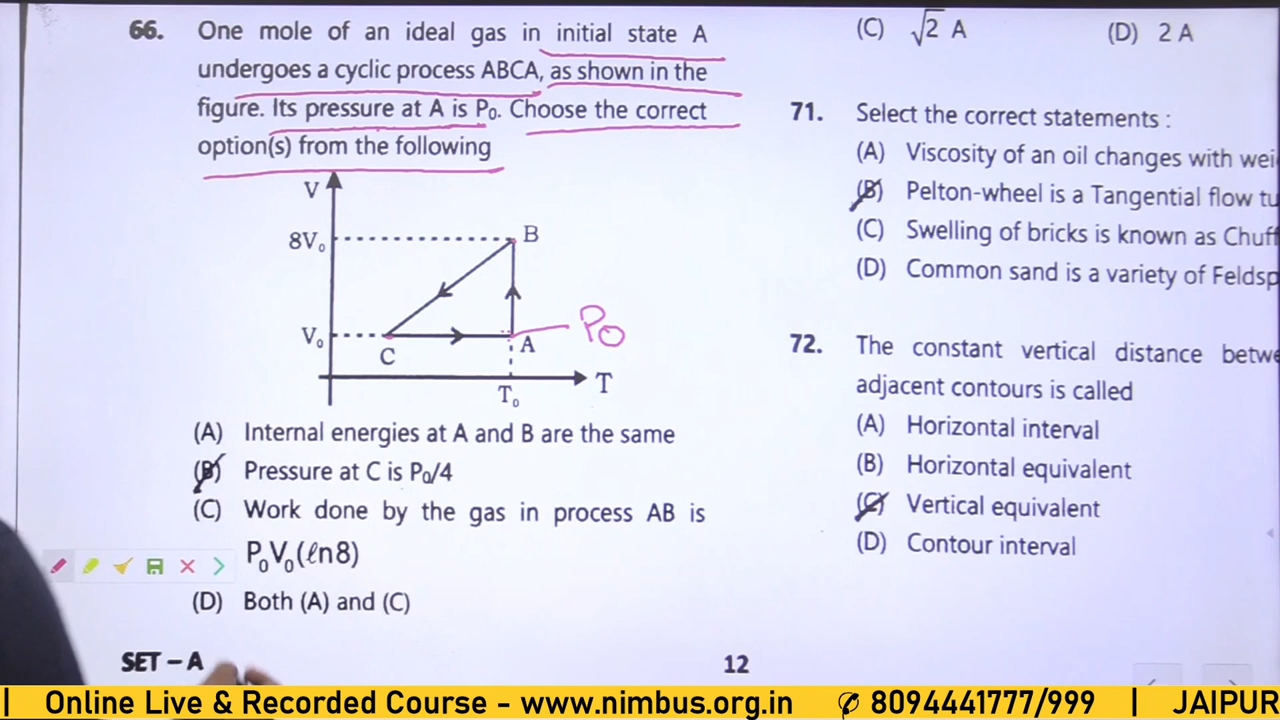 66. One mole of an ideal gas in initial state A
undergoes a cyclic process ABCA, as shown in the
figure. Its pressure at A is P₀. Choose the correct
option(s) from the following
V
8V₀
B
V₀
C
A
P₀
T
T₀
(A) Internal energies at A and B are the same
(B) Pressure at C is P₀/4
(C) Work done by the gas in process AB is
P₀V₀(ℓn8)
(D) Both (A) and (C)
SET – A
12
(C) √2 A
(D) 2 A
71. Select the correct statements :
(A) Viscosity of an oil changes with wei
(B) Pelton-wheel is a Tangential flow tu
(C) Swelling of bricks is known as Chuff
(D) Common sand is a variety of Feldsp
72. The constant vertical distance betwe
adjacent contours is called
(A) Horizontal interval
(B) Horizontal equivalent
(C) Vertical equivalent
(D) Contour interval
| Online Live & Recorded Course - www.nimbus.org.in ✆ 8094441777/999 | JAIPUR